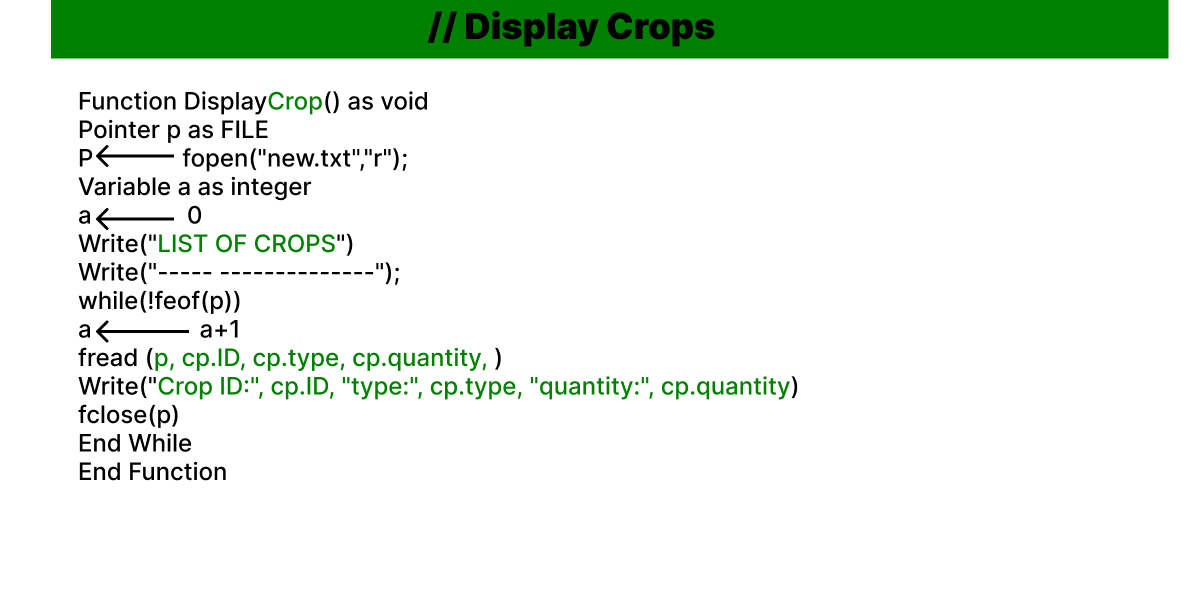 // Display Crops
Function DisplayCrop() as void
Pointer p as FILE
P← fopen("new.txt","r");
Variable a as integer
a← 0
Write("LIST OF CROPS")
Write("----- --------------");
while(!feof(p))
a← a+1
fread (p, cp.ID, cp.type, cp.quantity, )
Write("Crop ID:", cp.ID, "type:", cp.type, "quantity:", cp.quantity)
fclose(p)
End While
End Function